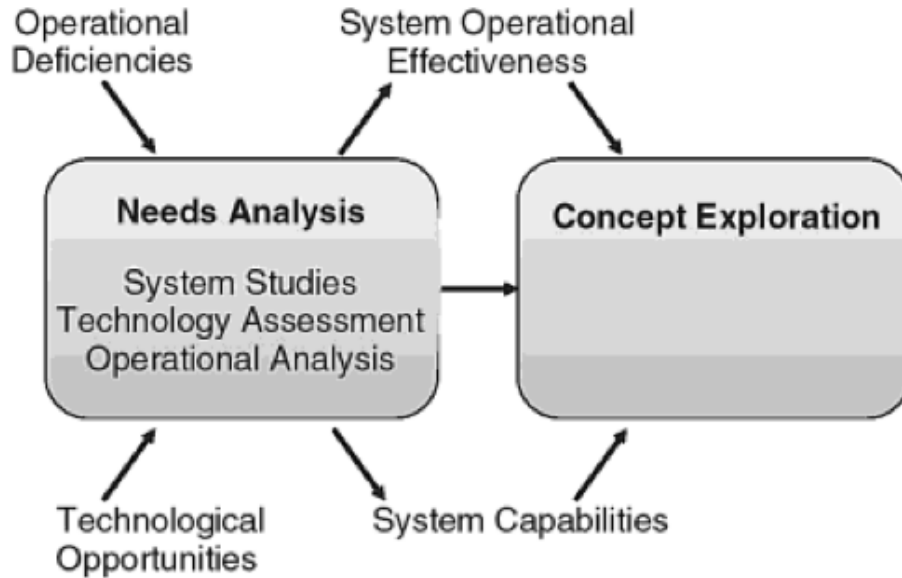 Operational
Deficiencies
System Operational
Effectiveness
Needs Analysis
System Studies
Technology Assessment
Operational Analysis
Concept Exploration
Technological
Opportunities
System Capabilities